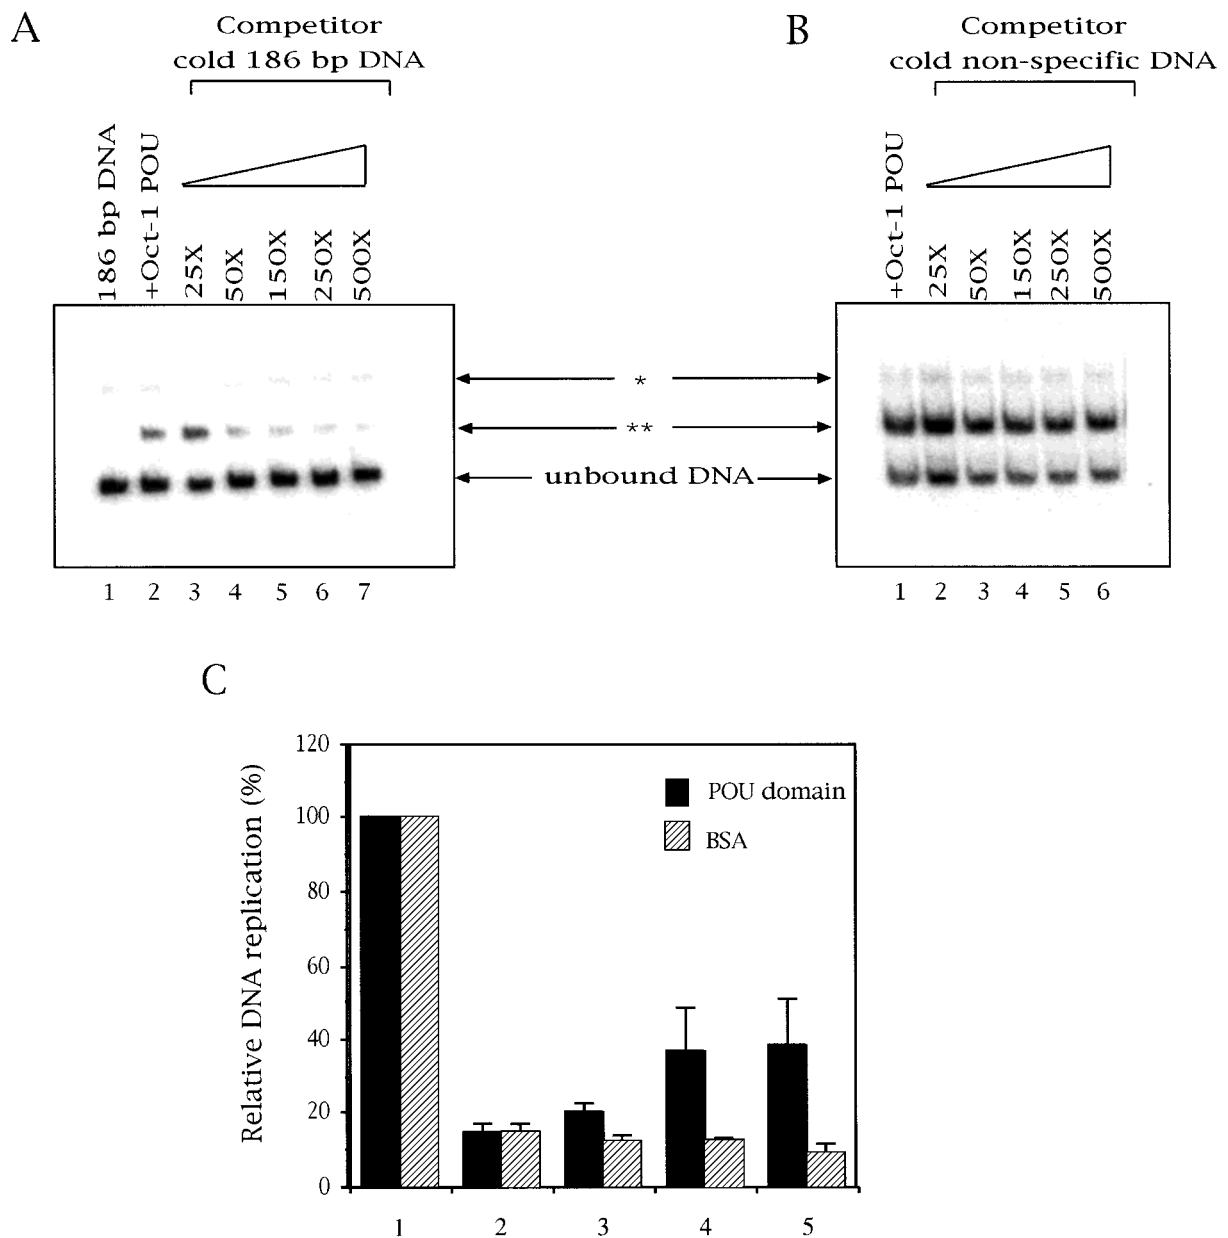 A
Competitor
cold 186 bp DNA
186 bp DNA
+Oct-1 POU
25X
50X
150X
250X
500X
1 2 3 4 5 6 7
*
**
unbound DNA
B
Competitor
cold non-specific DNA
+Oct-1 POU
25X
50X
150X
250X
500X
1 2 3 4 5 6
C
Relative DNA replication (%)
120
100
80
60
40
20
0
POU domain
BSA
1 2 3 4 5